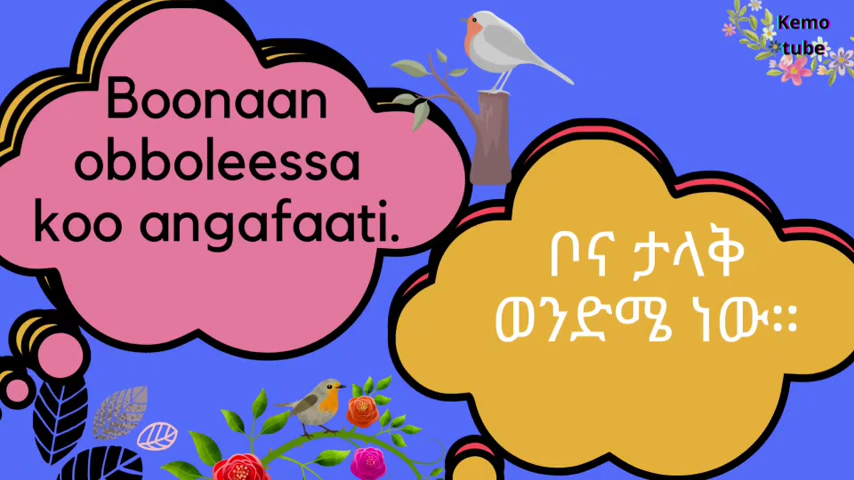 Kemo
tube
Boonaan
obboleessa
koo angafaati.
ቦና ታላቅ
ወንድሜ ነው።